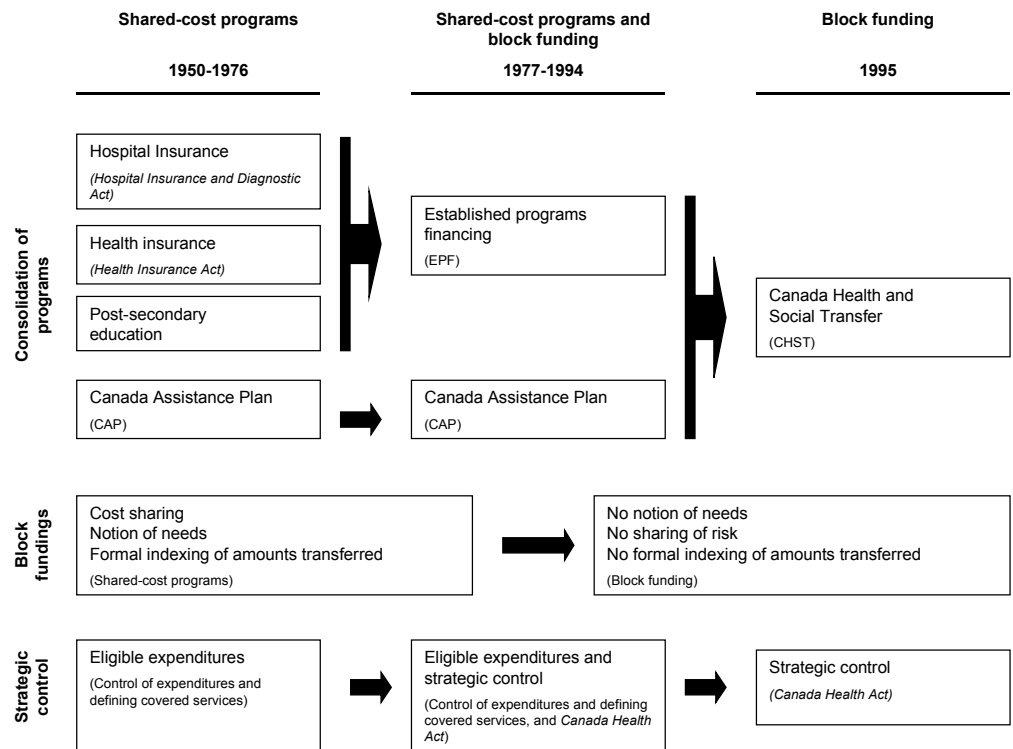 Shared-cost programs
1950-1976
Shared-cost programs and
block funding
1977-1994
Block funding
1995
Consolidation of
programs
Hospital Insurance
(Hospital Insurance and Diagnostic
Act)
Health insurance
(Health Insurance Act)
Post-secondary
education
Canada Assistance Plan
(CAP)
Established programs
financing
(EPF)
Canada Assistance Plan
(CAP)
Canada Health and
Social Transfer
(CHST)
Block
fundings
Cost sharing
Notion of needs
Formal indexing of amounts transferred
(Shared-cost programs)
No notion of needs
No sharing of risk
No formal indexing of amounts transferred
(Block funding)
Strategic
control
Eligible expenditures
(Control of expenditures and
defining covered services)
Eligible expenditures and
strategic control
(Control of expenditures and defining
covered services, and Canada Health
Act)
Strategic control
(Canada Health Act)